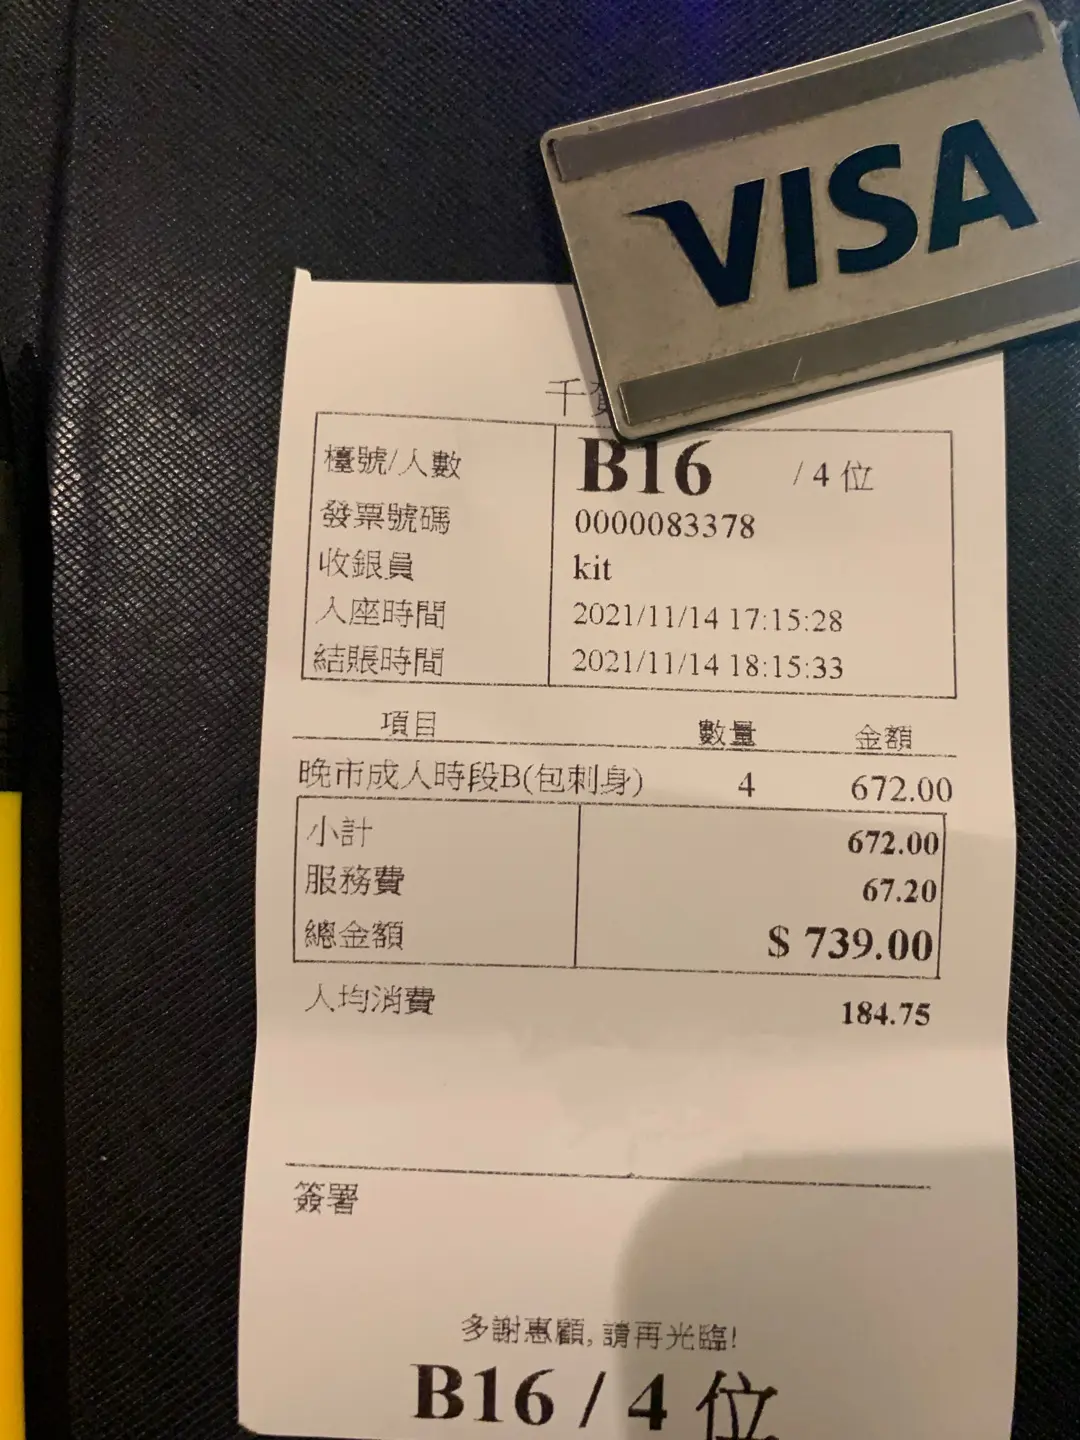 VISA
千賀
檯號/人數 B16 / 4 位
發票號碼 0000083378
收銀員 kit
入座時間 2021/11/14 17:15:28
結賬時間 2021/11/14 18:15:33
項目 數量 金額
晚市成人時段B(包刺身) 4 672.00
小計 672.00
服務費 67.20
總金額 $ 739.00
人均消費 184.75
簽署
多謝惠顧, 請再光臨!
B16 / 4 位